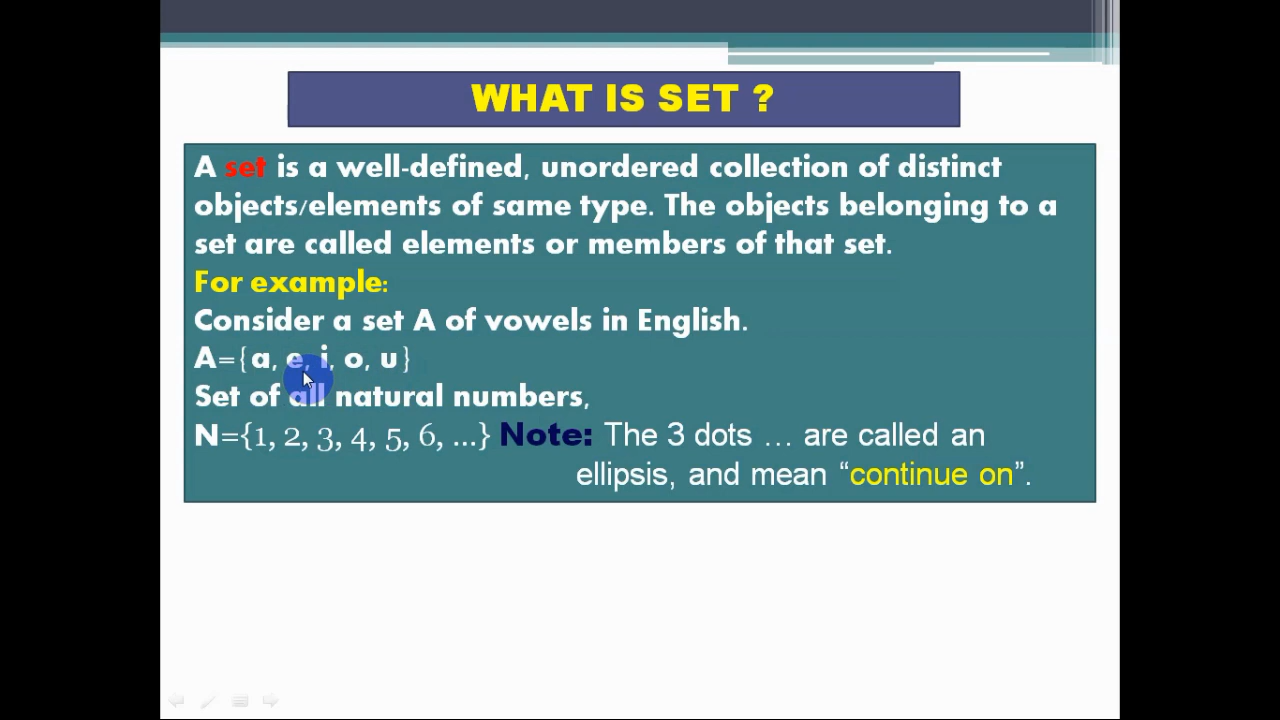 WHAT IS SET ?
A set is a well-defined, unordered collection of distinct
objects/elements of same type. The objects belonging to a
set are called elements or members of that set.
For example:
Consider a set A of vowels in English.
A={a, e, i, o, u}
Set of all natural numbers,
N={1, 2, 3, 4, 5, 6, ...} Note: The 3 dots … are called an
ellipsis, and mean “continue on”.